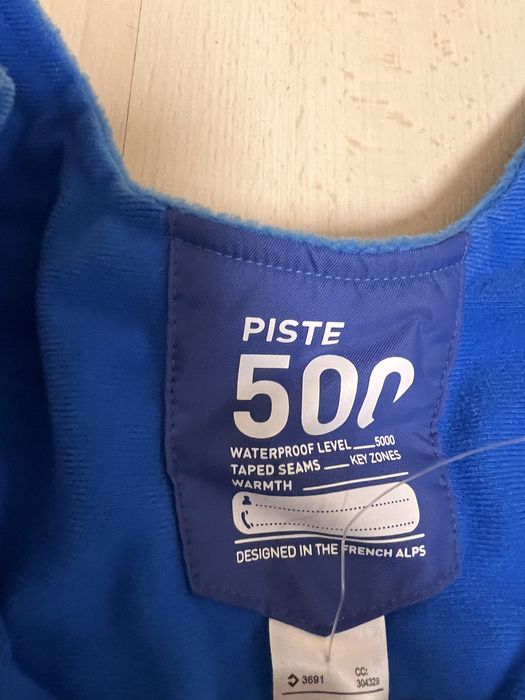 PISTE
500
WATERPROOF LEVEL 5000
TAPED SEAMS KEY ZONES
WARMTH
DESIGNED IN THE FRENCH ALPS
3691 CC:
304329